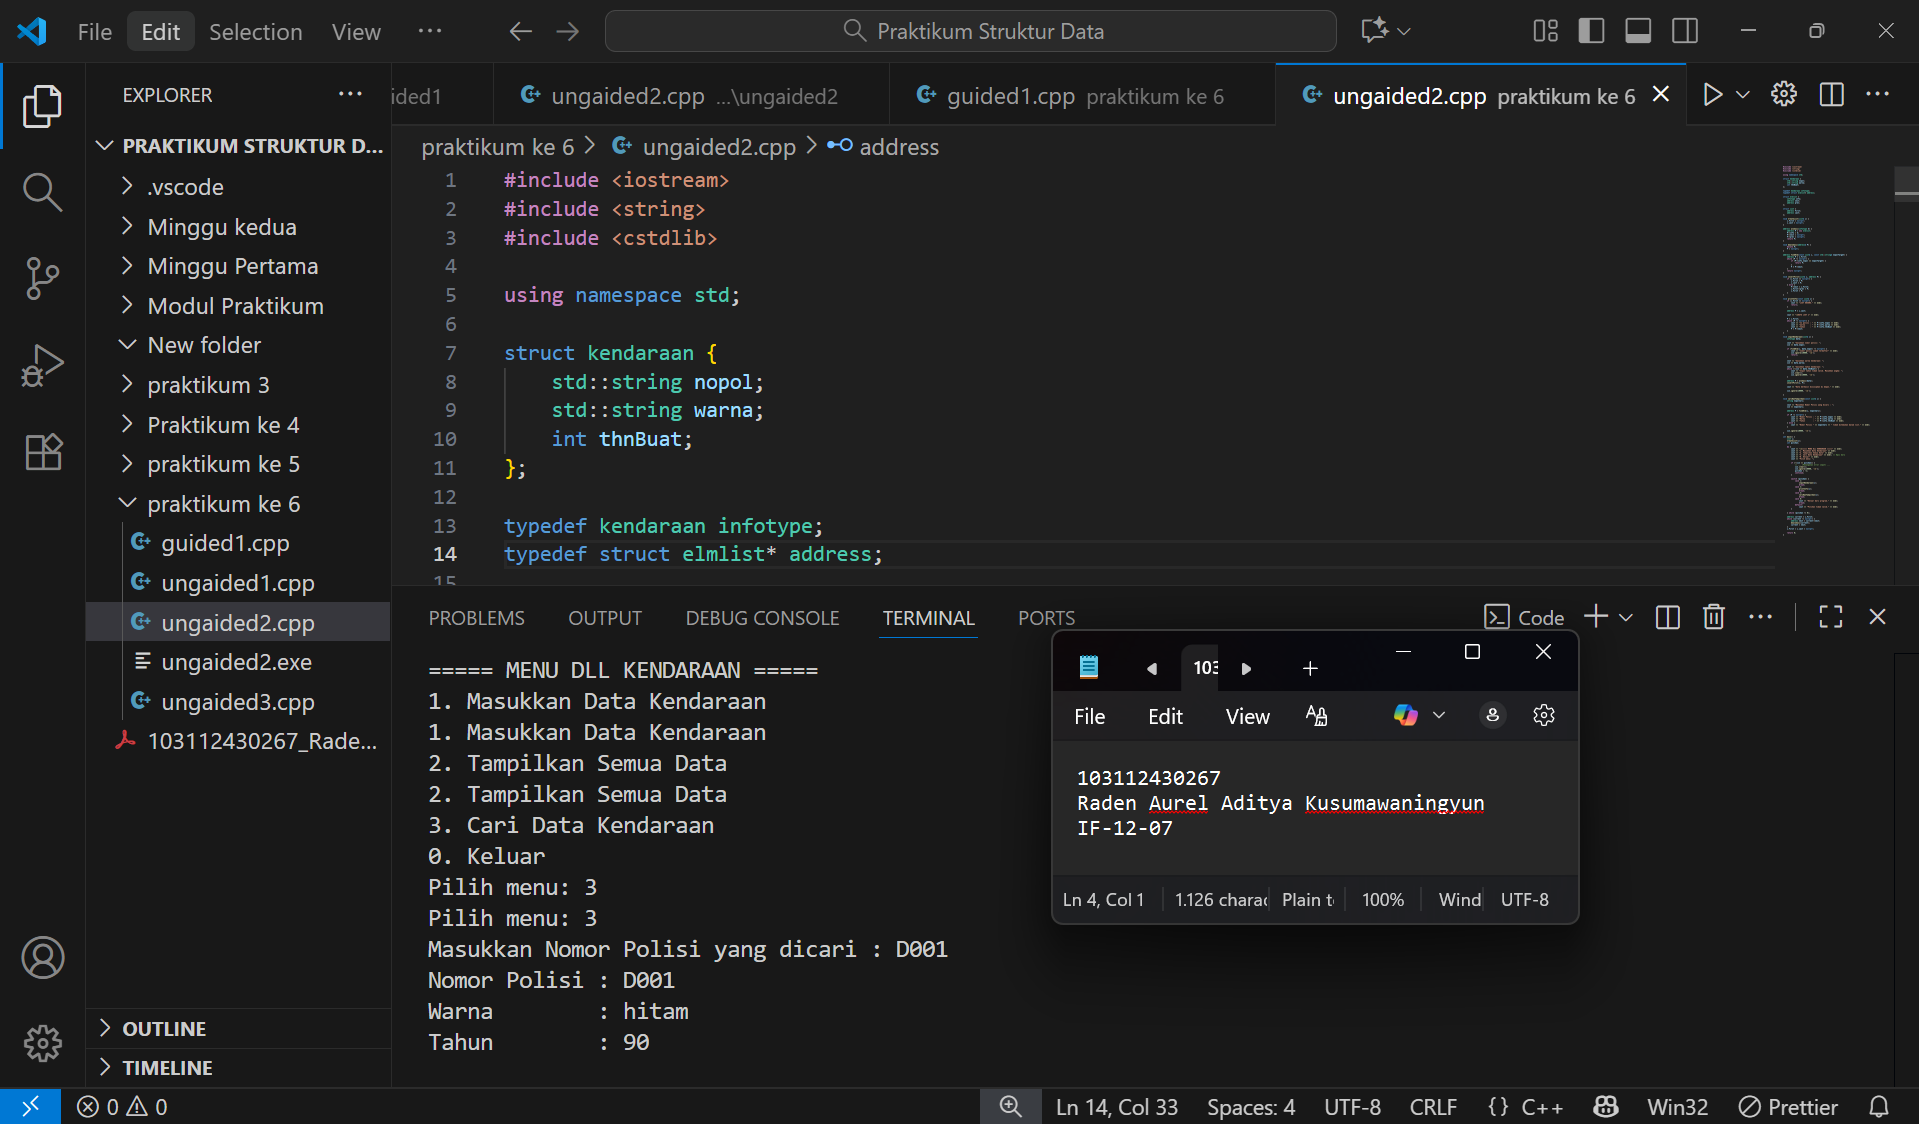 File Edit Selection View ··· Praktikum Struktur Data
EXPLORER
PRAKTIKUM STRUKTUR D...
.vscode
Minggu kedua
Minggu Pertama
Modul Praktikum
New folder
praktikum 3
Praktikum ke 4
praktikum ke 5
praktikum ke 6
guided1.cpp
ungaided1.cpp
ungaided2.cpp
ungaided2.exe
ungaided3.cpp
103112430267_Rade...
OUTLINE
TIMELINE
ided1 ungaided2.cpp ...\ungaided2 guided1.cpp praktikum ke 6 ungaided2.cpp praktikum ke 6
praktikum ke 6 > ungaided2.cpp > address
1 #include <iostream>
2 #include <string>
3 #include <cstdlib>
4
5 using namespace std;
6
7 struct kendaraan {
8 std::string nopol;
9 std::string warna;
10 int thnBuat;
11 };
12
13 typedef kendaraan infotype;
14 typedef struct elmlist* address;
15
PROBLEMS OUTPUT DEBUG CONSOLE TERMINAL PORTS Code
===== MENU DLL KENDARAAN =====
1. Masukkan Data Kendaraan
1. Masukkan Data Kendaraan
2. Tampilkan Semua Data
2. Tampilkan Semua Data
3. Cari Data Kendaraan
0. Keluar
Pilih menu: 3
Pilih menu: 3
Masukkan Nomor Polisi yang dicari : D001
Nomor Polisi : D001
Warna : hitam
Tahun : 90
103
File Edit View
103112430267
Raden Aurel Aditya Kusumawaningyun
IF-12-07
Ln 4, Col 1 1.126 charac Plain t 100% Wind UTF-8
0 0 Ln 14, Col 33 Spaces: 4 UTF-8 CRLF {} C++ Win32 Prettier